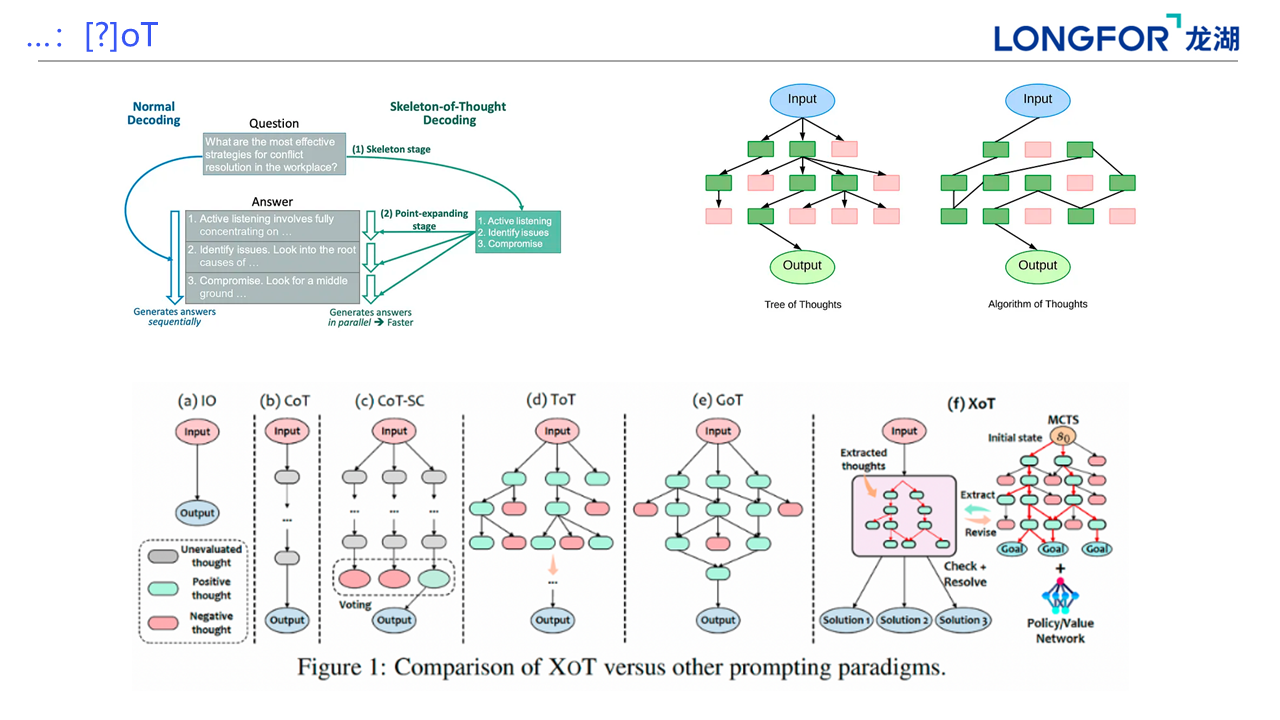 ...: [?]oT
LONGFOR 龙湖
Normal
Decoding
Skeleton-of-Thought
Decoding
Question
What are the most effective
strategies for conflict
resolution in the workplace?
(1) Skeleton stage
Answer
1. Active listening involves fully
concentrating on …
2. Identify issues. Look into the root
causes of …
3. Compromise. Look for a middle
ground …
(2) Point-expanding
stage
1. Active listening
2. Identify issues
3. Compromise
Generates answers
sequentially
Generates answers
in parallel ➔ Faster
Input
Output
Tree of Thoughts
Input
Output
Algorithm of Thoughts
(a) IO
Input
Output
Unevaluated
thought
Positive
thought
Negative
thought
(b) CoT
Input
...
Output
(c) CoT-SC
Input
... ... ...
Voting
Output
(d) ToT
Input
...
Output
(e) GoT
Input
Output
(f) XoT
Input
Extracted
thoughts
MCTS
Initial state
s0
Extract
Revise
Goal Goal Goal
Check +
Resolve
+
Solution 1 Solution 2 Solution 3
Policy/Value
Network
Figure 1: Comparison of XOT versus other prompting paradigms.